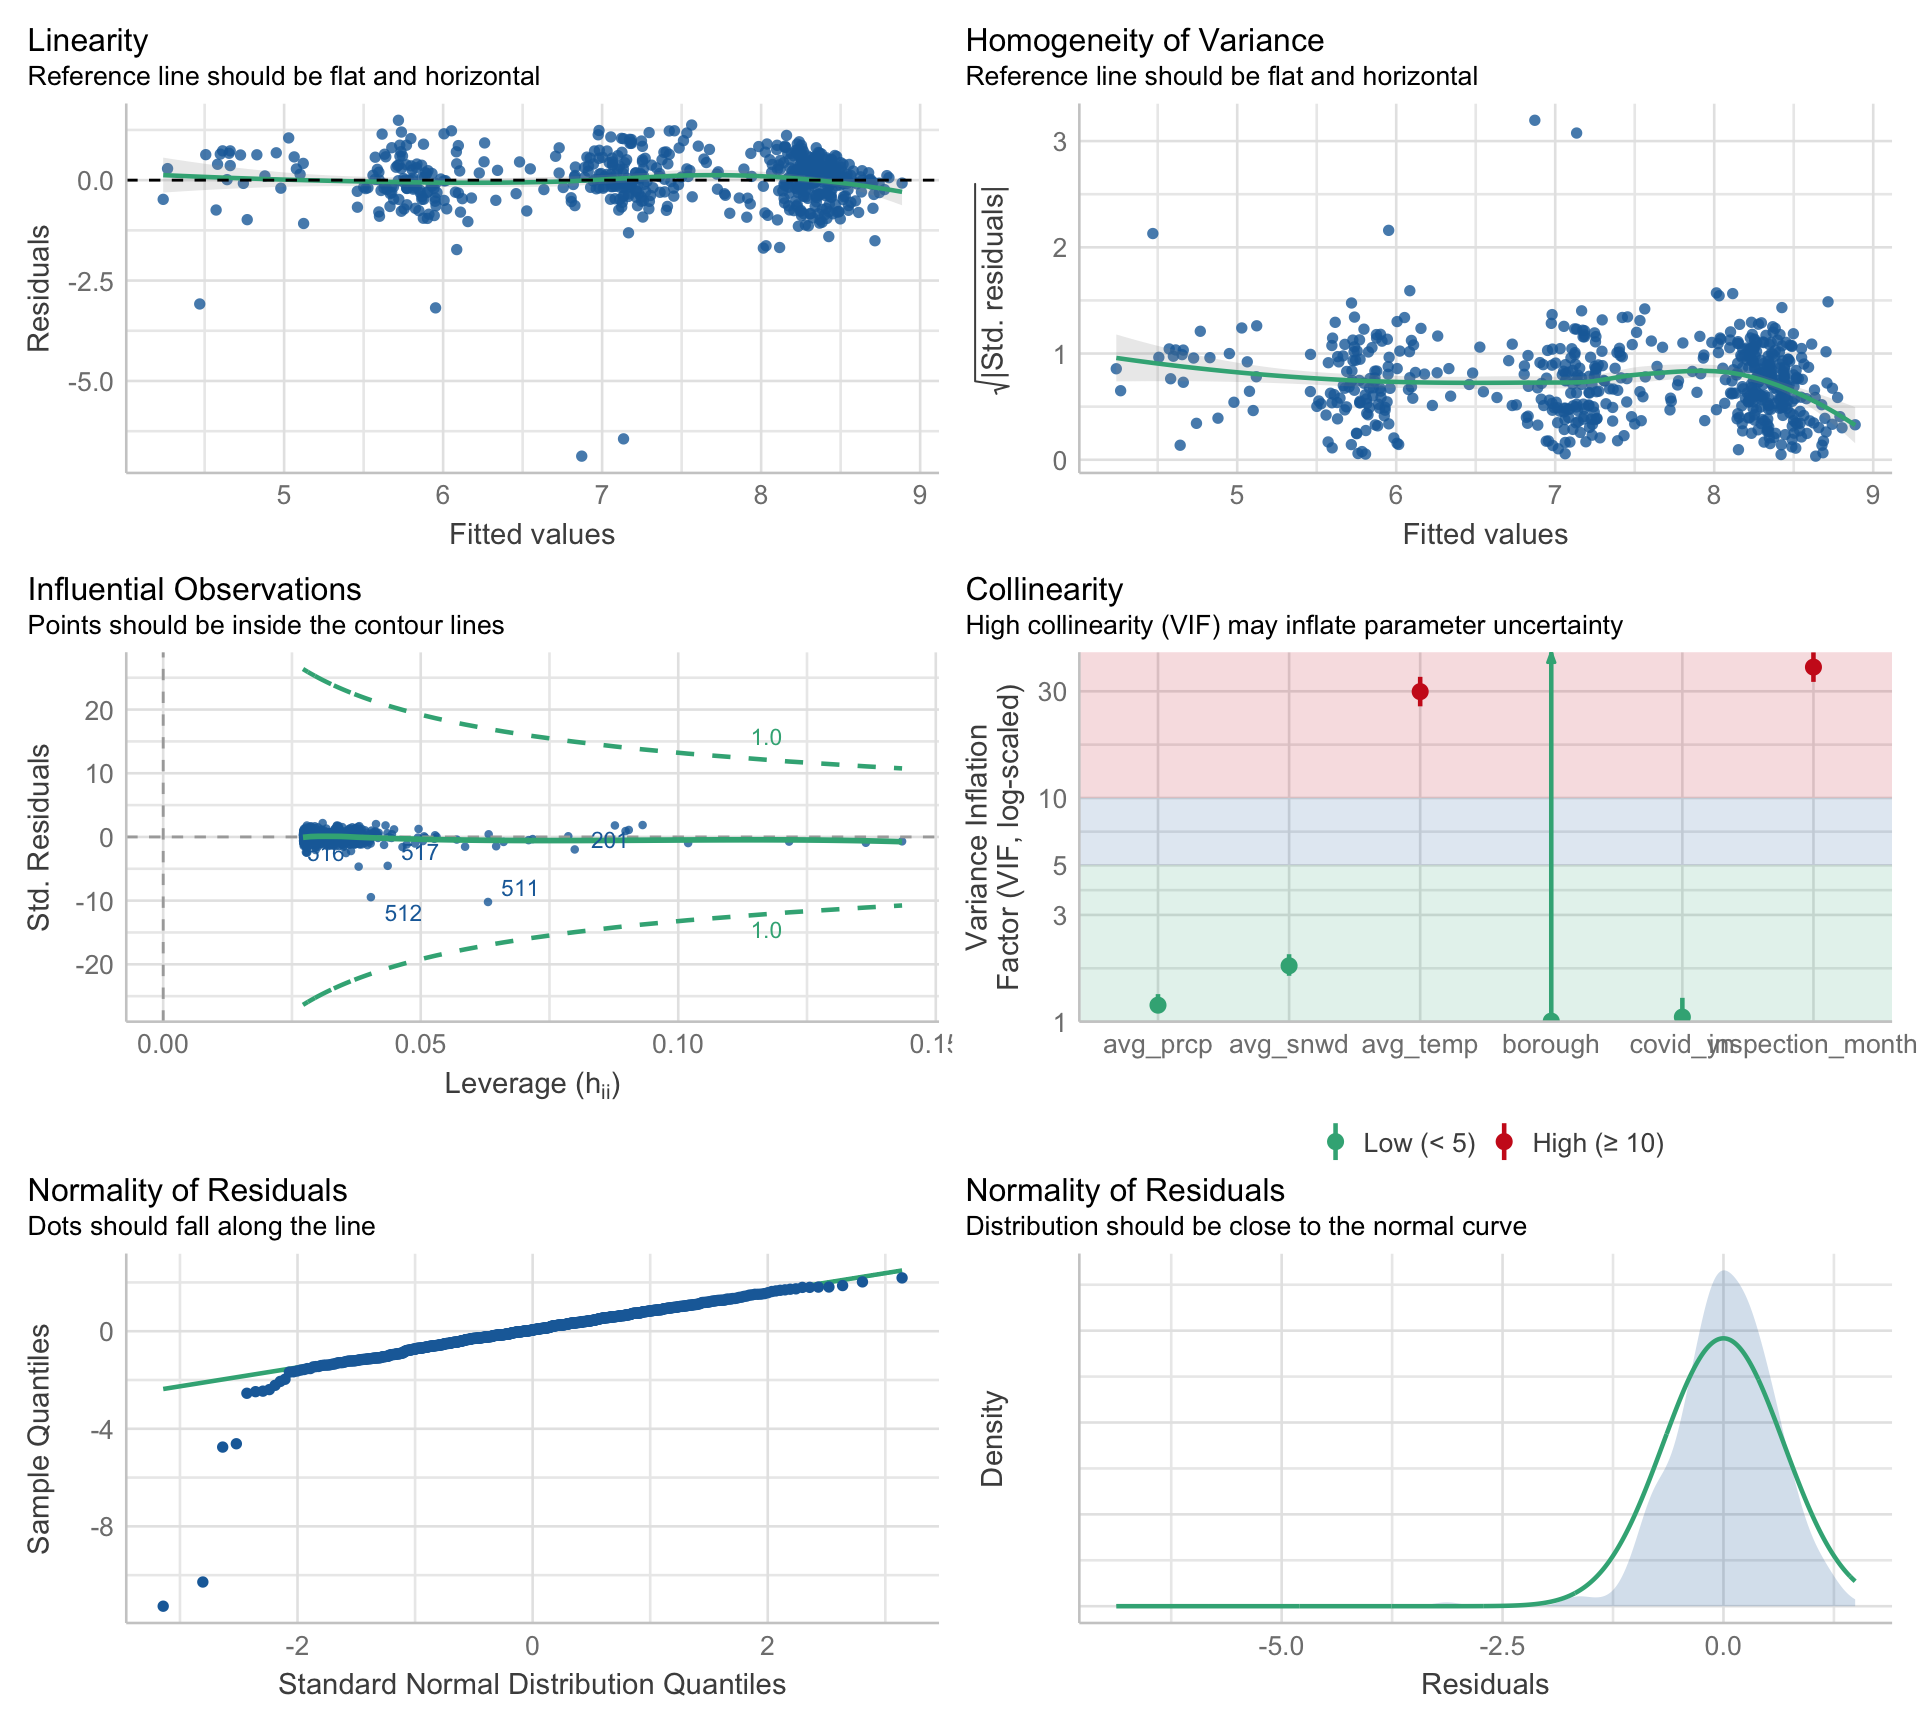 Linearity
Reference line should be flat and horizontal
0.0
-2.5
-5.0
Residuals
5 6 7 8 9
Fitted values
Homogeneity of Variance
Reference line should be flat and horizontal
3
2
1
0
√|Std. residuals|
5 6 7 8 9
Fitted values
Influential Observations
Points should be inside the contour lines
20
10
0
-10
-20
Std. Residuals
1.0
201
516
517
511
512
1.0
0.00 0.05 0.10 0.15
Leverage (hii)
Collinearity
High collinearity (VIF) may inflate parameter uncertainty
30
10
5
3
1
Variance Inflation
Factor (VIF, log-scaled)
avg_prcp avg_snwd avg_temp borough covid_yn inspection_month
Low (< 5) High (≥ 10)
Normality of Residuals
Dots should fall along the line
0
-4
-8
Sample Quantiles
-2 0 2
Standard Normal Distribution Quantiles
Normality of Residuals
Distribution should be close to the normal curve
Density
-5.0 -2.5 0.0
Residuals